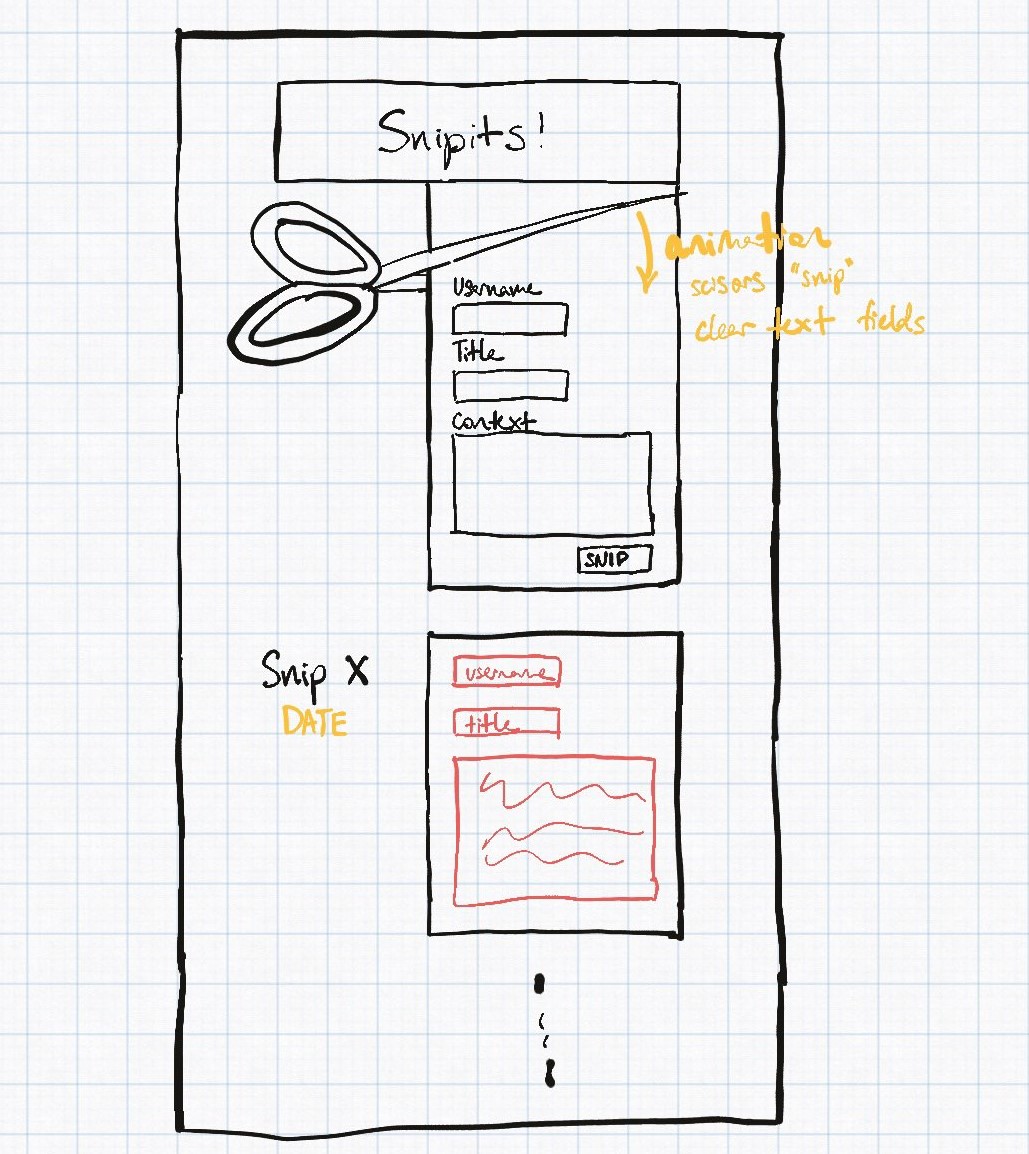 Snipits!
animation
scisors "snip"
clear text fields
Username
Title
Context
SNIP
Snip X
DATE
username
title